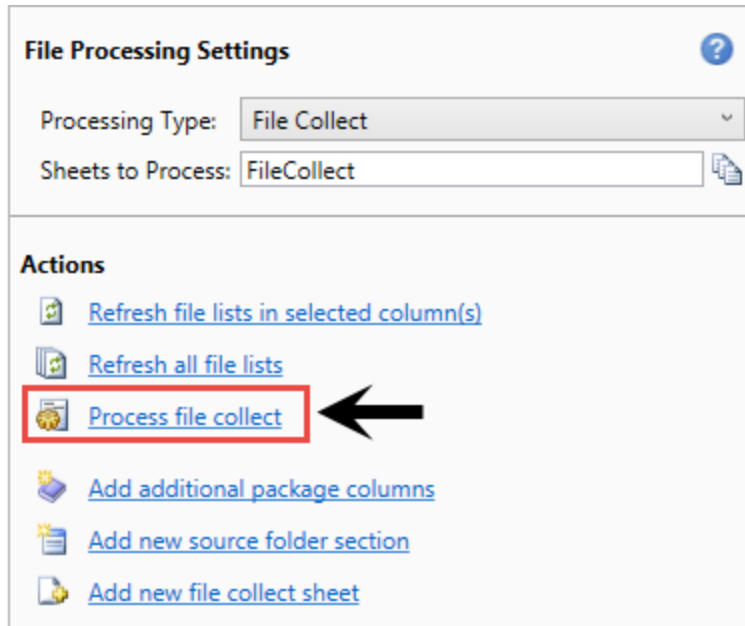 File Processing Settings
?
Processing Type: File Collect
Sheets to Process: FileCollect
Actions
Refresh file lists in selected column(s)
Refresh all file lists
Process file collect
Add additional package columns
Add new source folder section
Add new file collect sheet